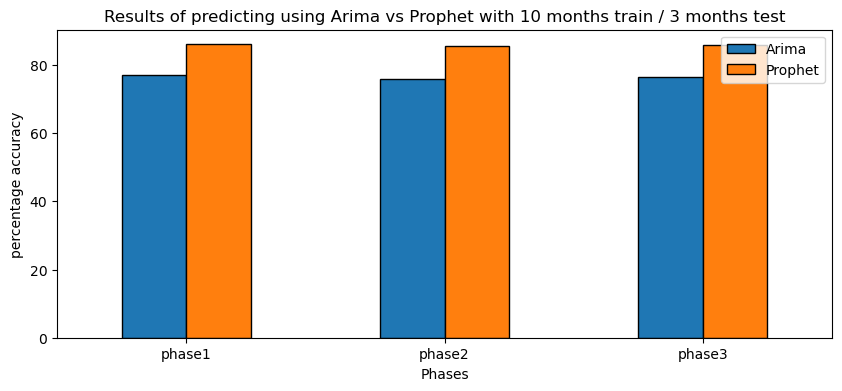 Results of predicting using Arima vs Prophet with 10 months train / 3 months test
Arima
Prophet
percentage accuracy
80
60
40
20
0
phase1 phase2 phase3
Phases